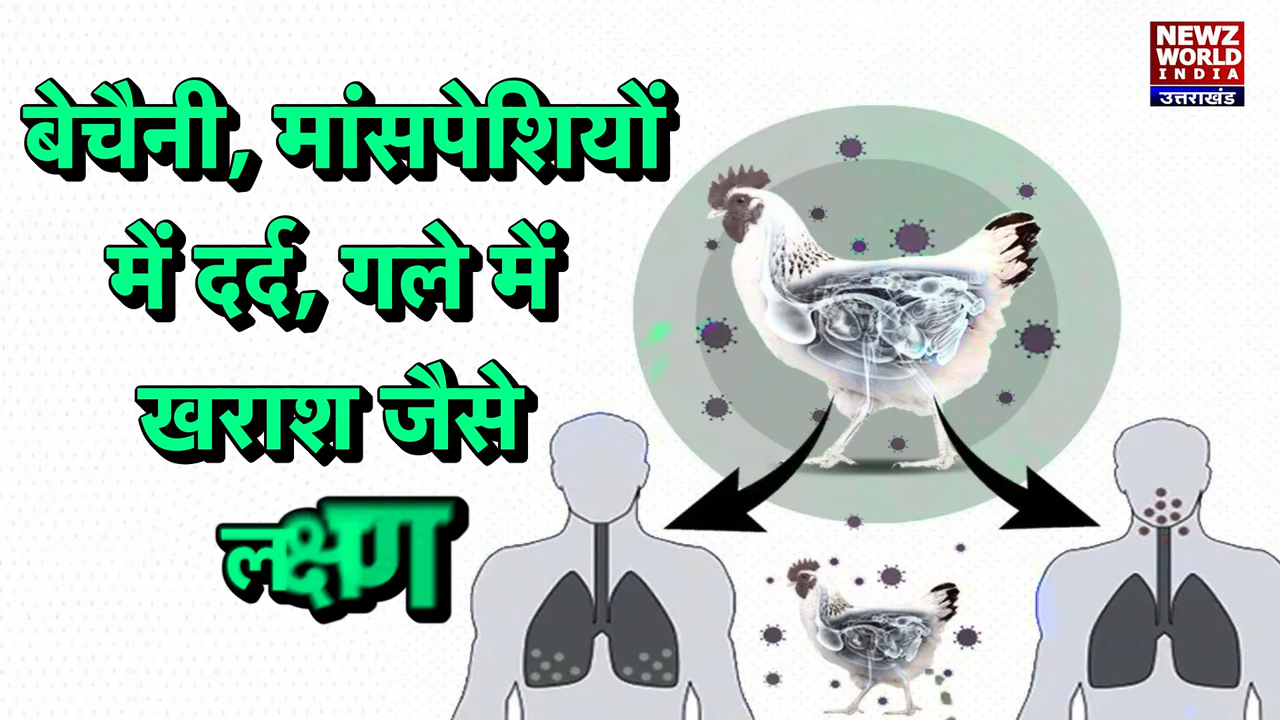 NEWZ
WORLD
INDIA
उत्तराखंड
बेचैनी, मांसपेशियों
में दर्द, गले में
खराश जैसे
लक्षण